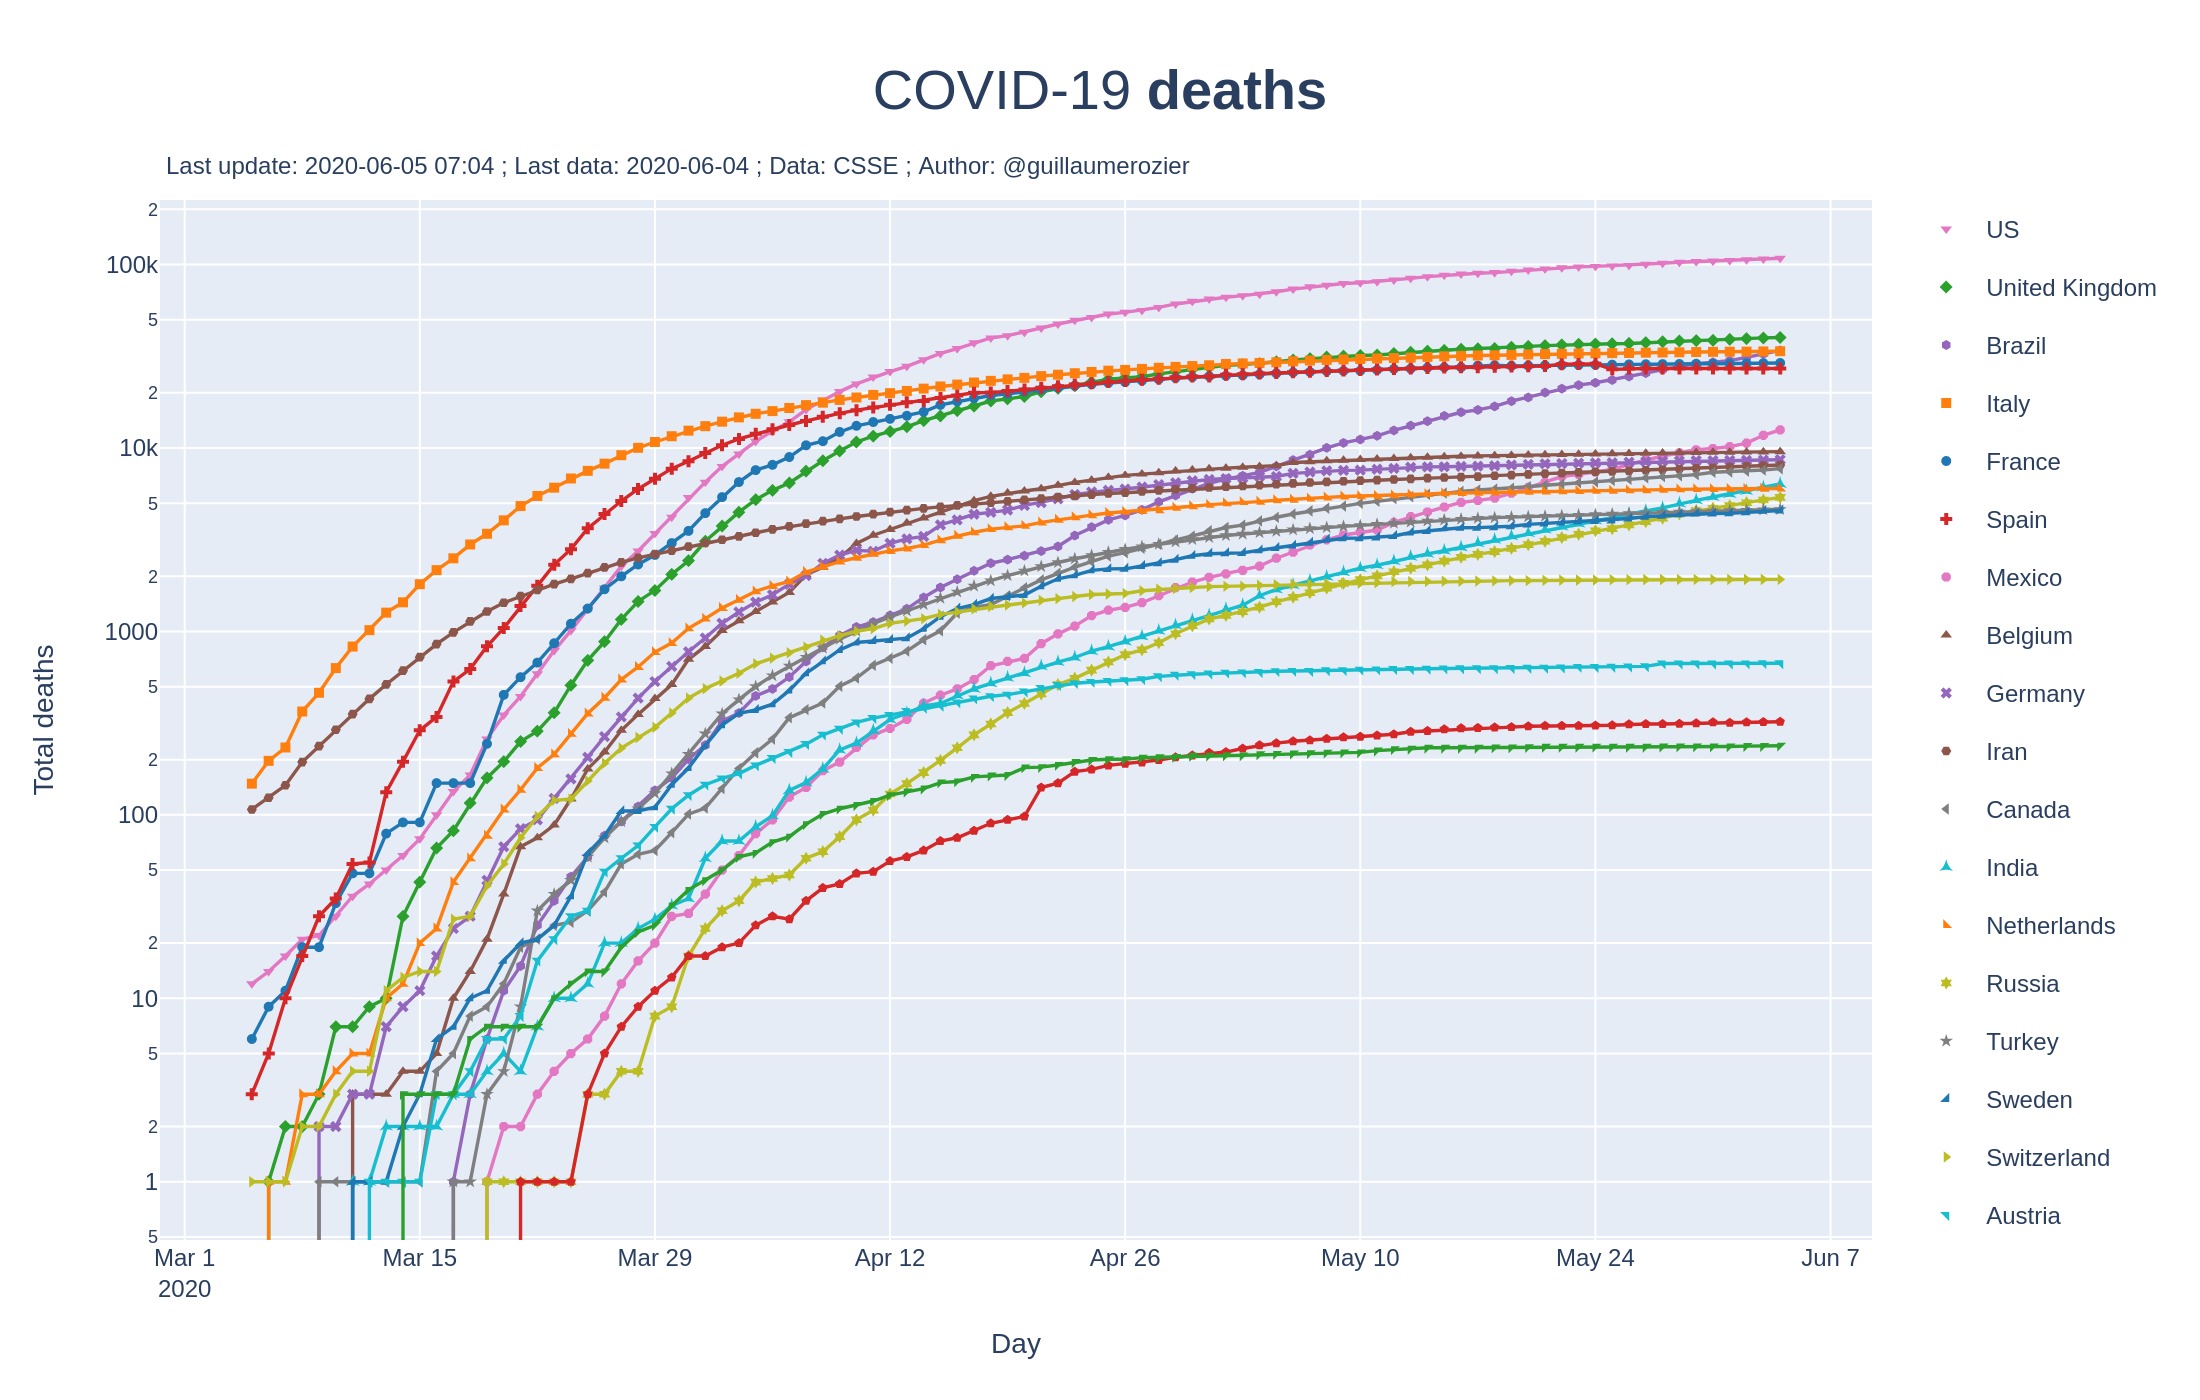 COVID-19 deaths
Last update: 2020-06-05 07:04 ; Last data: 2020-06-04 ; Data: CSSE ; Author: @guillaumerozier
2
100k
5
2
10k
5
2
1000
5
2
100
5
2
10
5
2
1
5
Total deaths
Mar 1 Mar 15 Mar 29 Apr 12 Apr 26 May 10 May 24 Jun 7
2020
Day
US
United Kingdom
Brazil
Italy
France
Spain
Mexico
Belgium
Germany
Iran
Canada
India
Netherlands
Russia
Turkey
Sweden
Switzerland
Austria